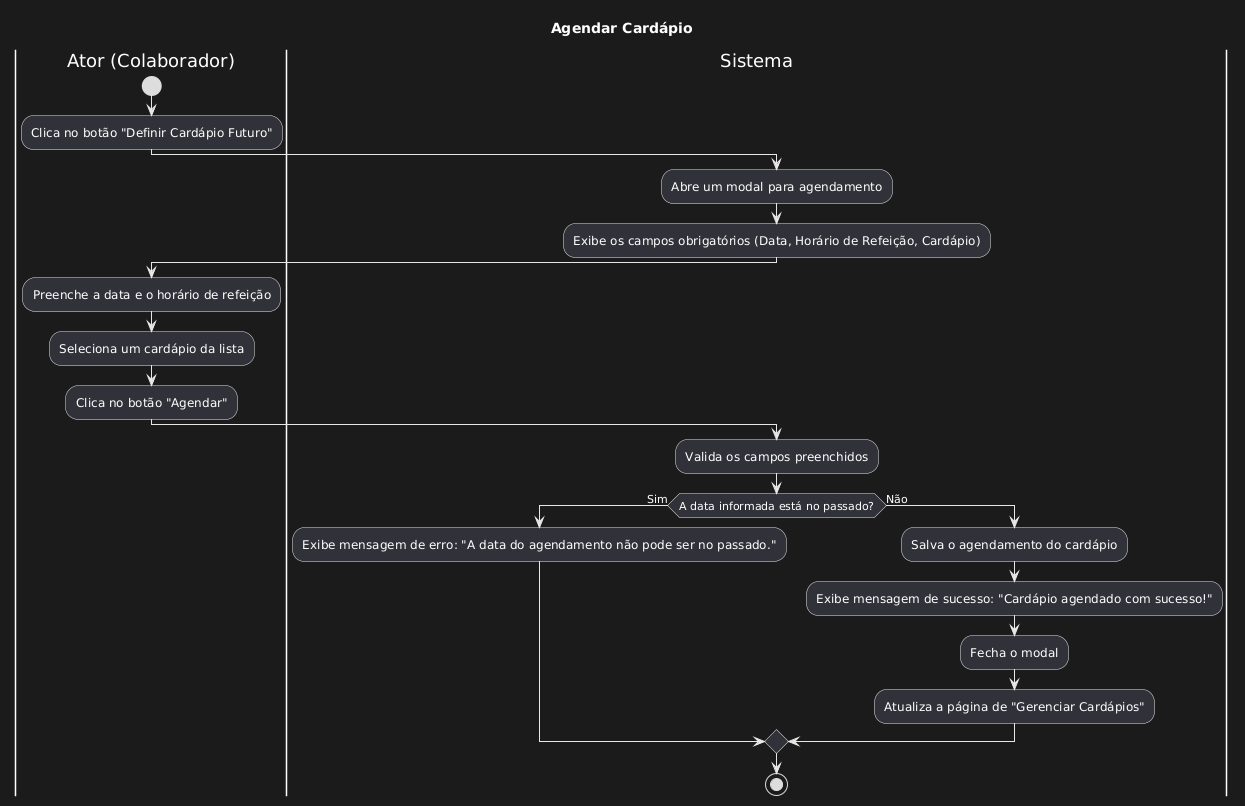 Agendar Cardápio
Ator (Colaborador)
Sistema
Clica no botão "Definir Cardápio Futuro"
Abre um modal para agendamento
Exibe os campos obrigatórios (Data, Horário de Refeição, Cardápio)
Preenche a data e o horário de refeição
Seleciona um cardápio da lista
Clica no botão "Agendar"
Valida os campos preenchidos
Sim
A data informada está no passado?
Não
Exibe mensagem de erro: "A data do agendamento não pode ser no passado."
Salva o agendamento do cardápio
Exibe mensagem de sucesso: "Cardápio agendado com sucesso!"
Fecha o modal
Atualiza a página de "Gerenciar Cardápios"